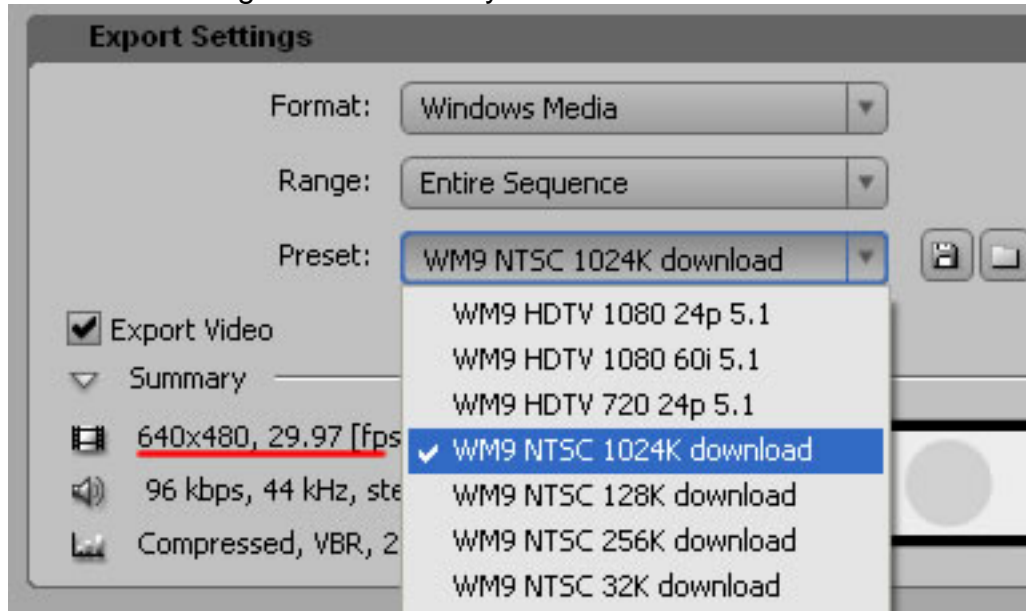 Export Settings
Format: Windows Media
Range: Entire Sequence
Preset: WM9 NTSC 1024K download
WM9 HDTV 1080 24p 5.1
Export Video
WM9 HDTV 1080 60i 5.1
Summary
WM9 HDTV 720 24p 5.1
640x480, 29.97 [fps
WM9 NTSC 1024K download
96 kbps, 44 kHz, ste
WM9 NTSC 128K download
Compressed, VBR, 2
WM9 NTSC 256K download
WM9 NTSC 32K download